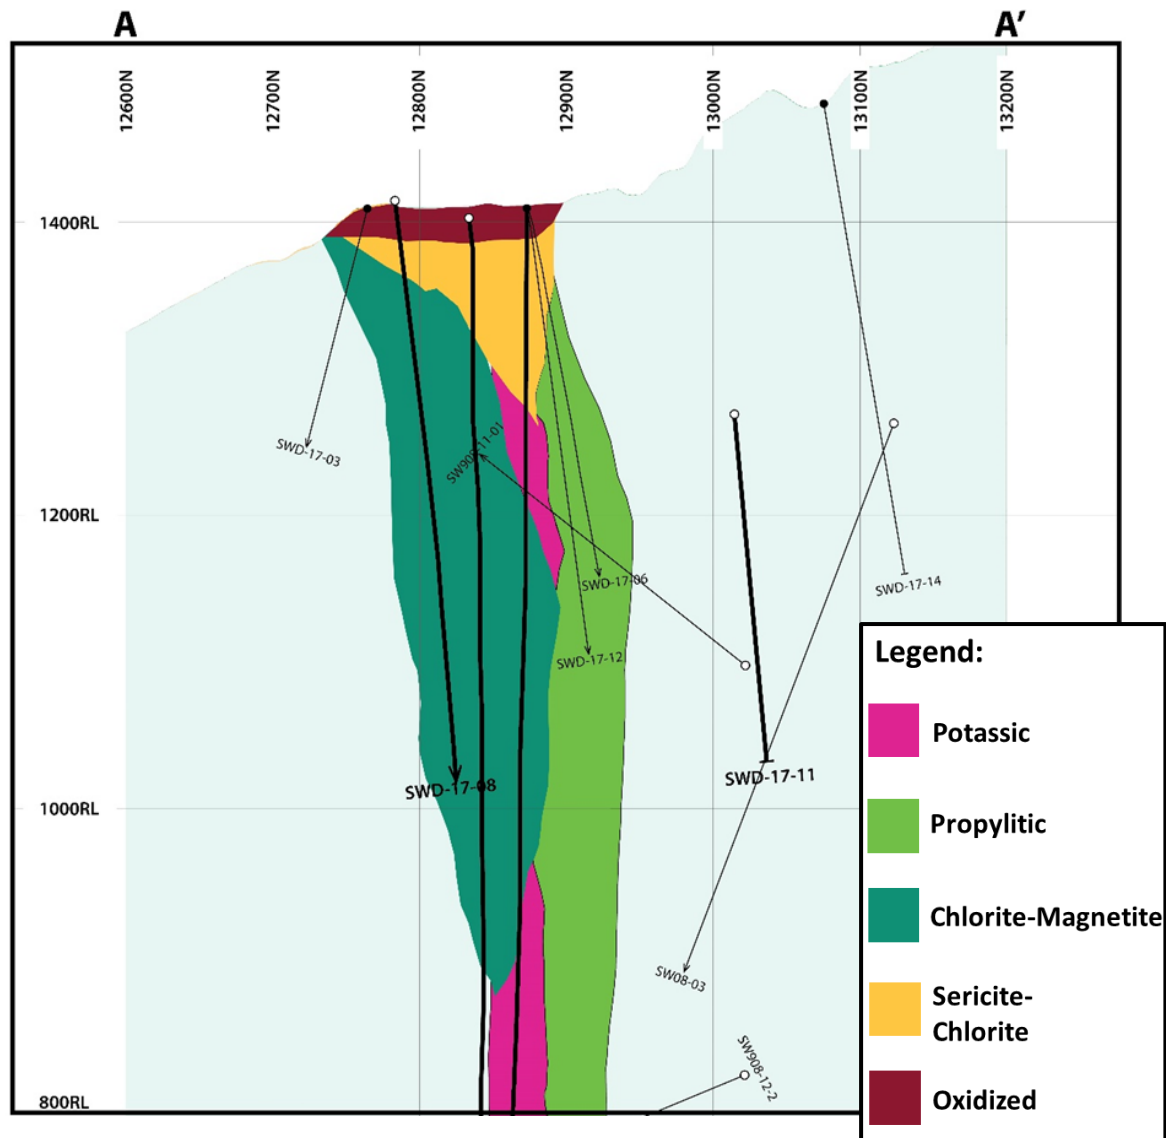 A
A’
12600N
12700N
12800N
12900N
13000N
13100N
13200N
1400RL
1200RL
1000RL
800RL
SWD-17-03
SW908-11-01
SWD-17-06
SWD-17-12
SWD-17-14
SWD-17-08
SWD-17-11
SW08-03
SW908-12-2
Legend:
Potassic
Propylitic
Chlorite-Magnetite
Sericite-
Chlorite
Oxidized